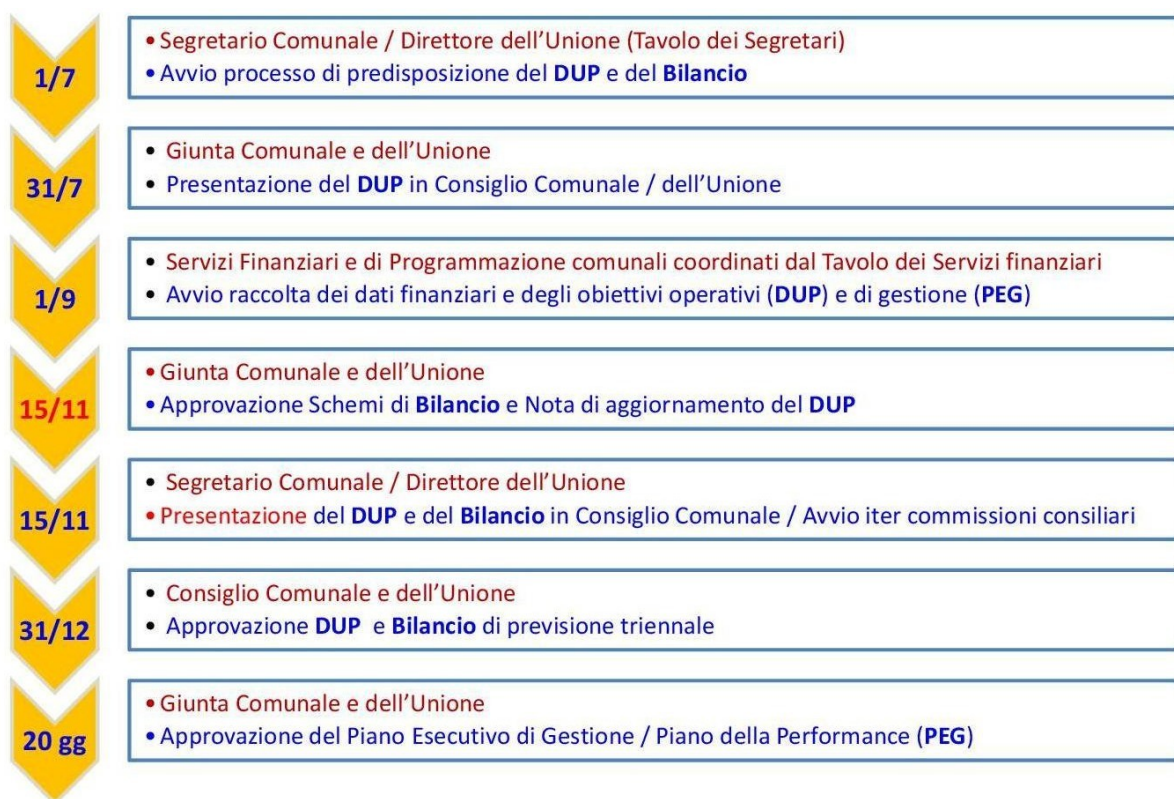 1/7
• Segretario Comunale / Direttore dell’Unione (Tavolo dei Segretari)
• Avvio processo di predisposizione del DUP e del Bilancio
31/7
• Giunta Comunale e dell’Unione
• Presentazione del DUP in Consiglio Comunale / dell’Unione
1/9
• Servizi Finanziari e di Programmazione comunali coordinati dal Tavolo dei Servizi finanziari
• Avvio raccolta dei dati finanziari e degli obiettivi operativi (DUP) e di gestione (PEG)
15/11
• Giunta Comunale e dell’Unione
• Approvazione Schemi di Bilancio e Nota di aggiornamento del DUP
15/11
• Segretario Comunale / Direttore dell’Unione
• Presentazione del DUP e del Bilancio in Consiglio Comunale / Avvio iter commissioni consiliari
31/12
• Consiglio Comunale e dell’Unione
• Approvazione DUP e Bilancio di previsione triennale
20 gg
• Giunta Comunale e dell’Unione
• Approvazione del Piano Esecutivo di Gestione / Piano della Performance (PEG)